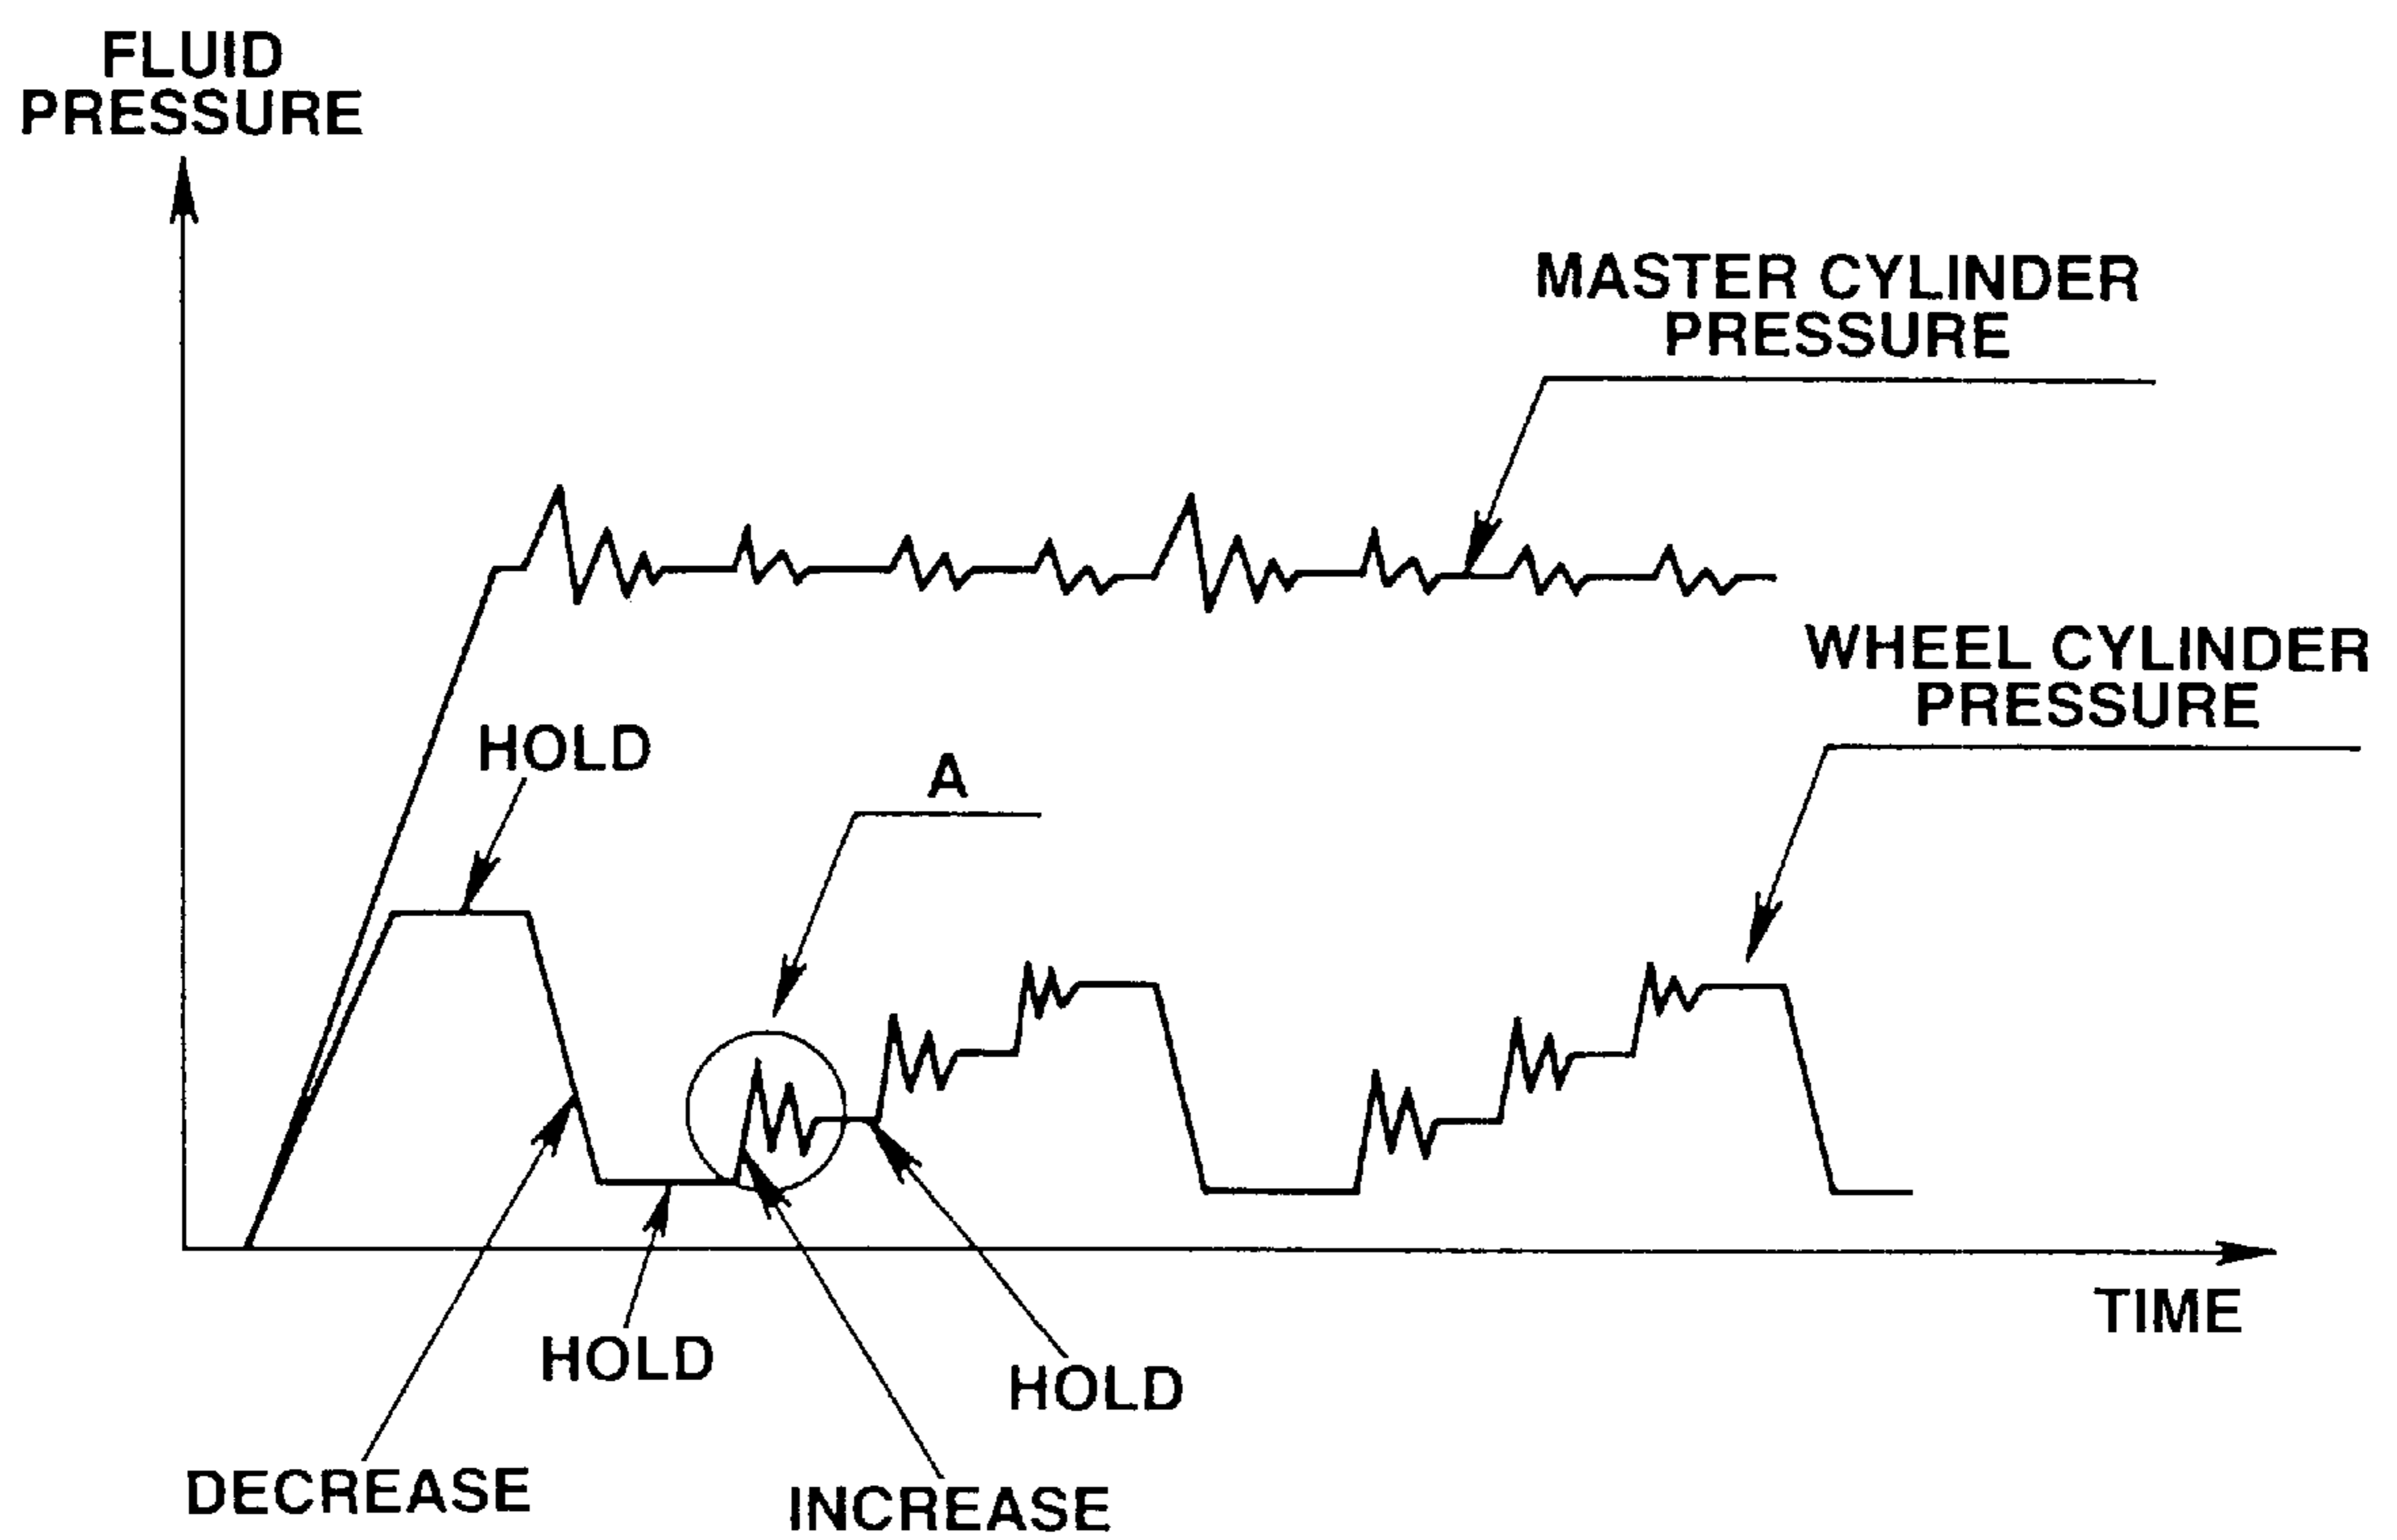 FLUID
PRESSURE
MASTER CYLINDER
PRESSURE
WHEEL CYLINDER
PRESSURE
HOLD
A
TIME
HOLD
HOLD
DECREASE
INCREASE